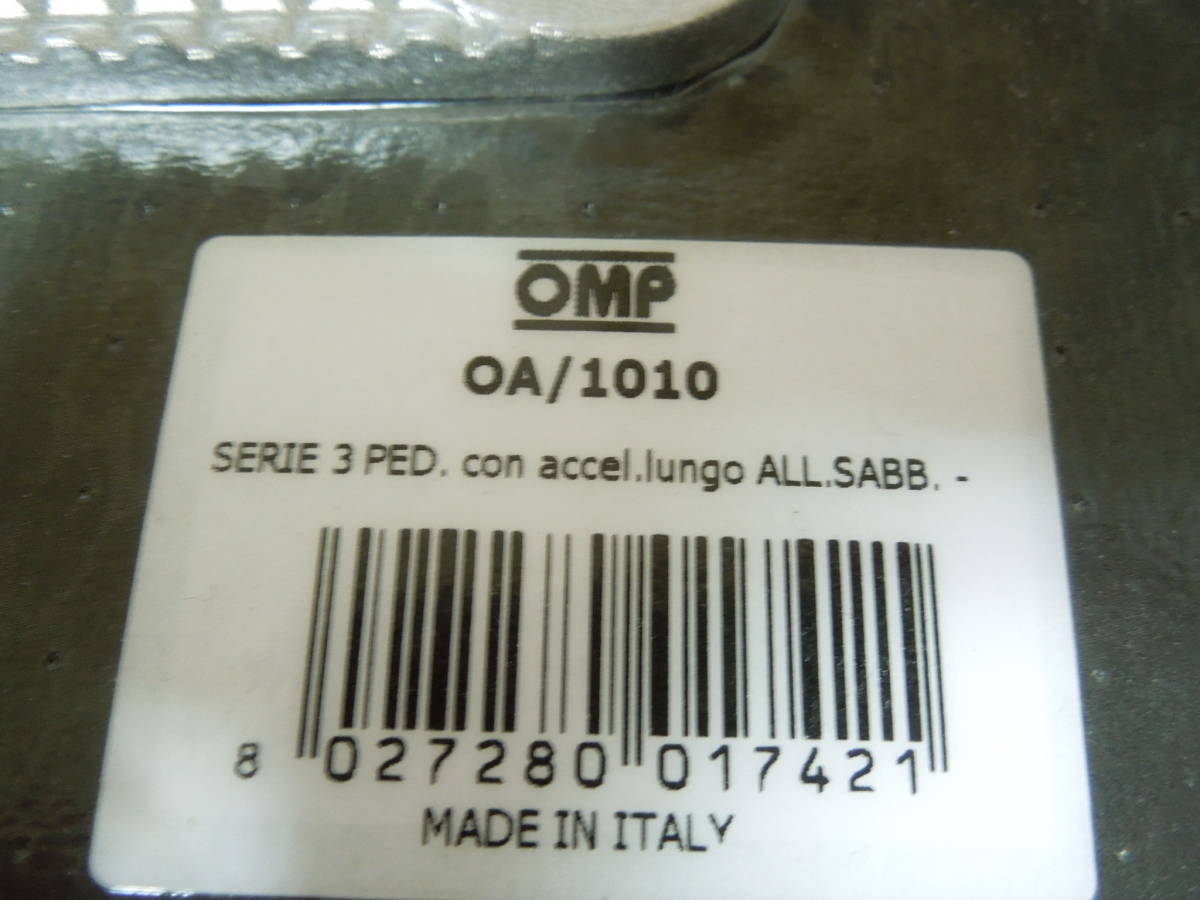 OMP
OA/1010
SERIE 3 PED. con accel.lungo ALL.SABB. -
8 027280 017421
MADE IN ITALY